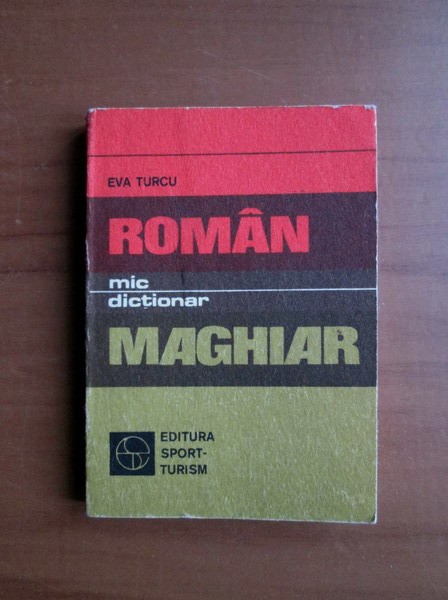 EVA TURCU
ROMÂN
mic
dicționar
MAGHIAR
EDITURA
SPORT-
TURISM